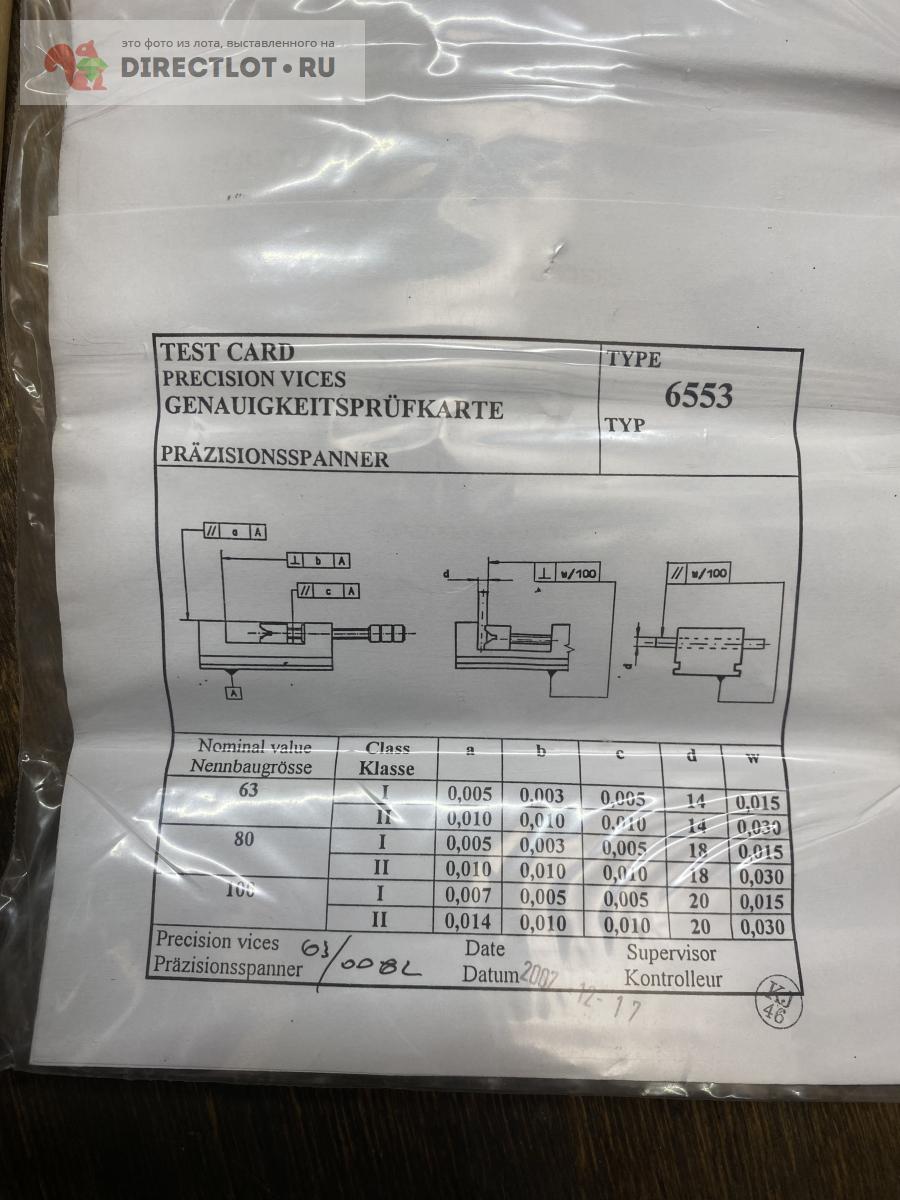 это фото из лота, выставленного на
DIRECTLOT•RU
TEST CARD
PRECISION VICES
GENAUIGKEITSPRÜFKARTE
PRÄZISIONSSPANNER
TYPE
6553
TYP
// a A
⊥ b A
// c A
A
d
⊥ w/100
// w/100
d
Nominal value Class a b c d w
Nennbaugrösse Klasse
63 I 0,005 0,003 0,005 14 0,015
II 0,010 0,010 0,010 14 0,030
80 I 0,005 0,003 0,005 18 0,015
II 0,010 0,010 0,010 18 0,030
100 I 0,007 0,005 0,005 20 0,015
II 0,014 0,010 0,010 20 0,030
Precision vices 63/008L Date Supervisor
Präzisionsspanner Datum 2007-12-17 Kontrolleur
46